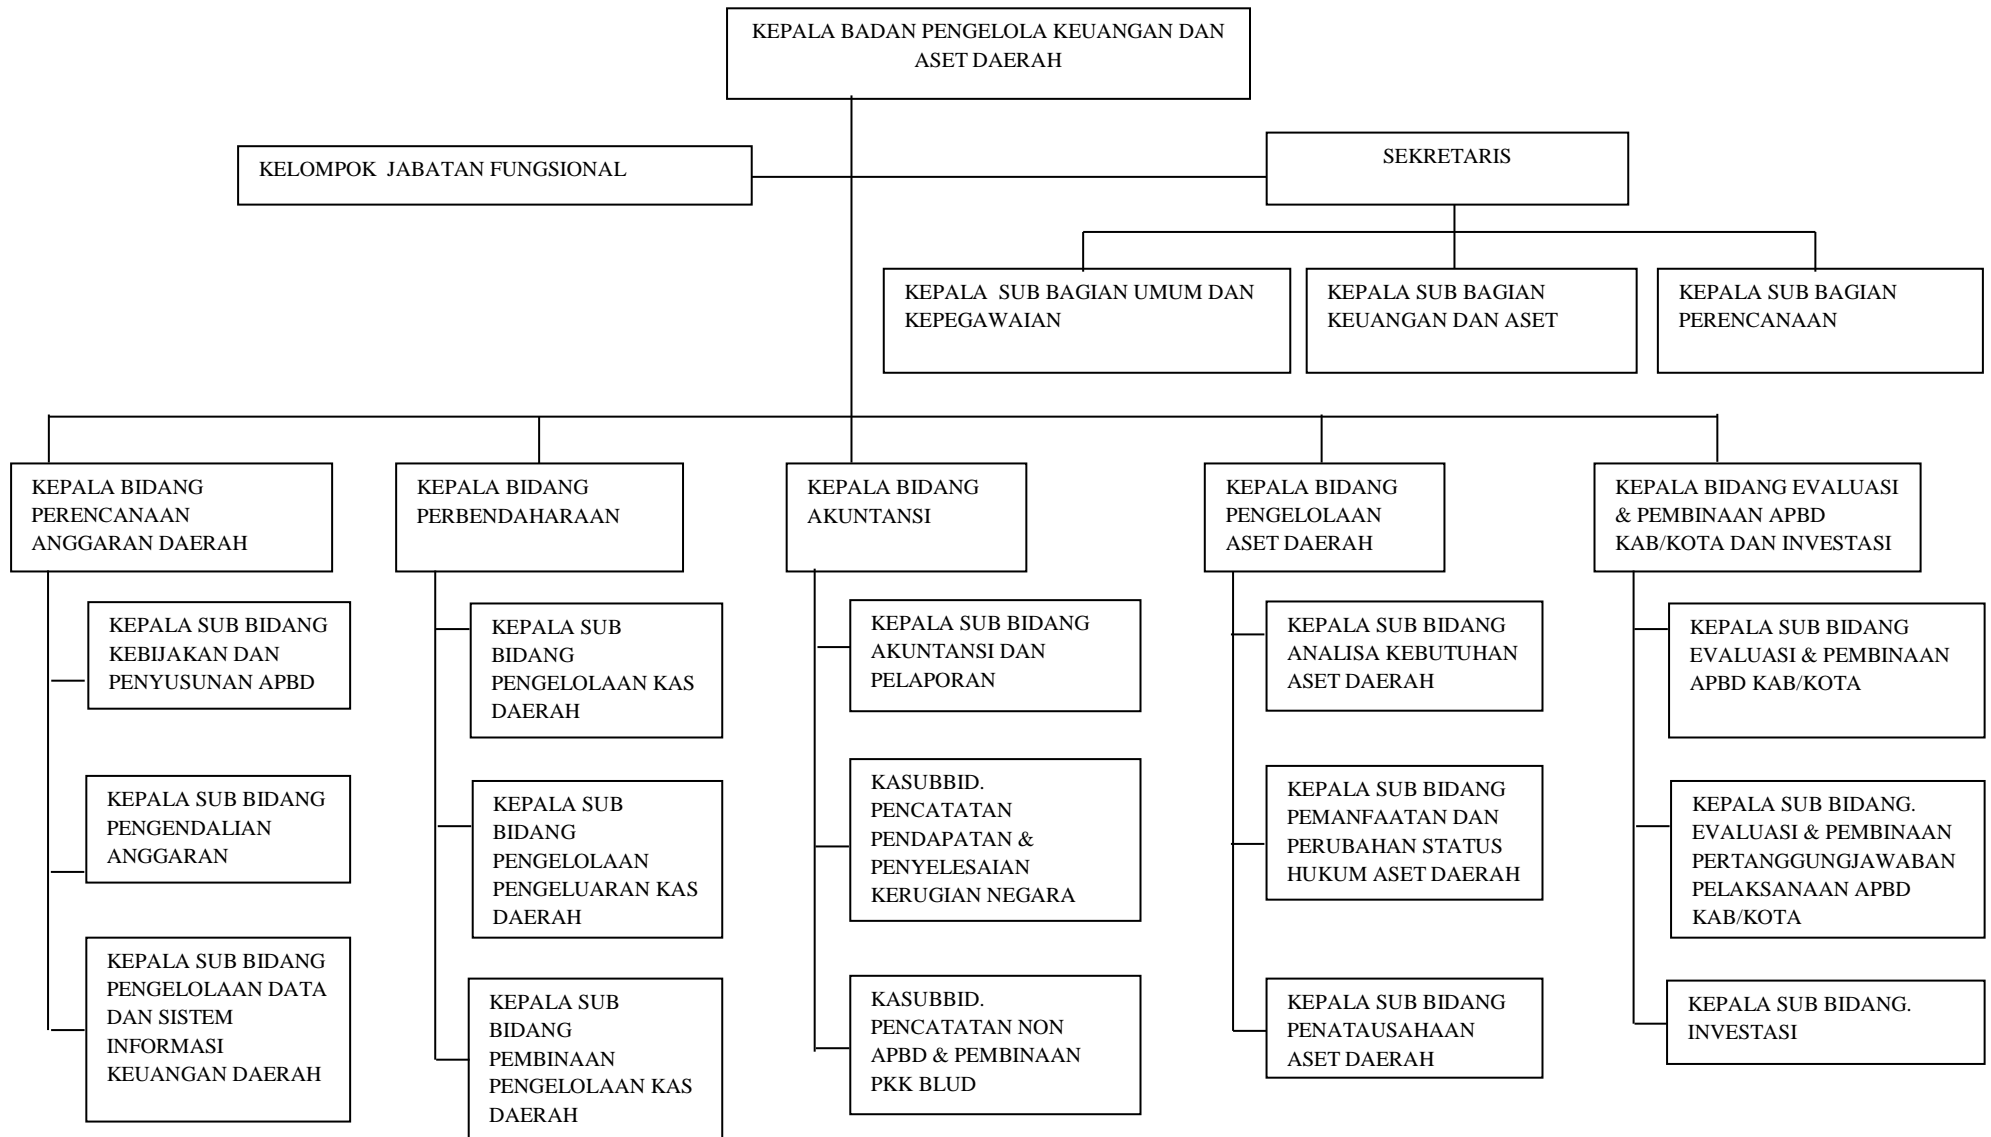 KEPALA BADAN PENGELOLA KEUANGAN DAN
ASET DAERAH
KELOMPOK JABATAN FUNGSIONAL
SEKRETARIS
KEPALA SUB BAGIAN UMUM DAN
KEPEGAWAIAN
KEPALA SUB BAGIAN
KEUANGAN DAN ASET
KEPALA SUB BAGIAN
PERENCANAAN
KEPALA BIDANG
PERENCANAAN
ANGGARAN DAERAH
KEPALA BIDANG
PERBENDAHARAAN
KEPALA BIDANG
AKUNTANSI
KEPALA BIDANG
PENGELOLAAN
ASET DAERAH
KEPALA BIDANG EVALUASI
& PEMBINAAN APBD
KAB/KOTA DAN INVESTASI
KEPALA SUB BIDANG
KEBIJAKAN DAN
PENYUSUNAN APBD
KEPALA SUB BIDANG
PENGENDALIAN
ANGGARAN
KEPALA SUB BIDANG
PENGELOLAAN DATA
DAN SISTEM
INFORMASI
KEUANGAN DAERAH
KEPALA SUB
BIDANG
PENGELOLAAN KAS
DAERAH
KEPALA SUB
BIDANG
PENGELOLAAN
PENGELUARAN KAS
DAERAH
KEPALA SUB
BIDANG
PEMBINAAN
PENGELOLAAN KAS
DAERAH
KEPALA SUB BIDANG
AKUNTANSI DAN
PELAPORAN
KASUBBID.
PENCATATAN
PENDAPATAN &
PENYELESAIAN
KERUGIAN NEGARA
KASUBBID.
PENCATATAN NON
APBD & PEMBINAAN
PKK BLUD
KEPALA SUB BIDANG
ANALISA KEBUTUHAN
ASET DAERAH
KEPALA SUB BIDANG
PEMANFAATAN DAN
PERUBAHAN STATUS
HUKUM ASET DAERAH
KEPALA SUB BIDANG
PENATAUSAHAAN
ASET DAERAH
KEPALA SUB BIDANG
EVALUASI & PEMBINAAN
APBD KAB/KOTA
KEPALA SUB BIDANG.
EVALUASI & PEMBINAAN
PERTANGGUNGJAWABAN
PELAKSANAAN APBD
KAB/KOTA
KEPALA SUB BIDANG.
INVESTASI